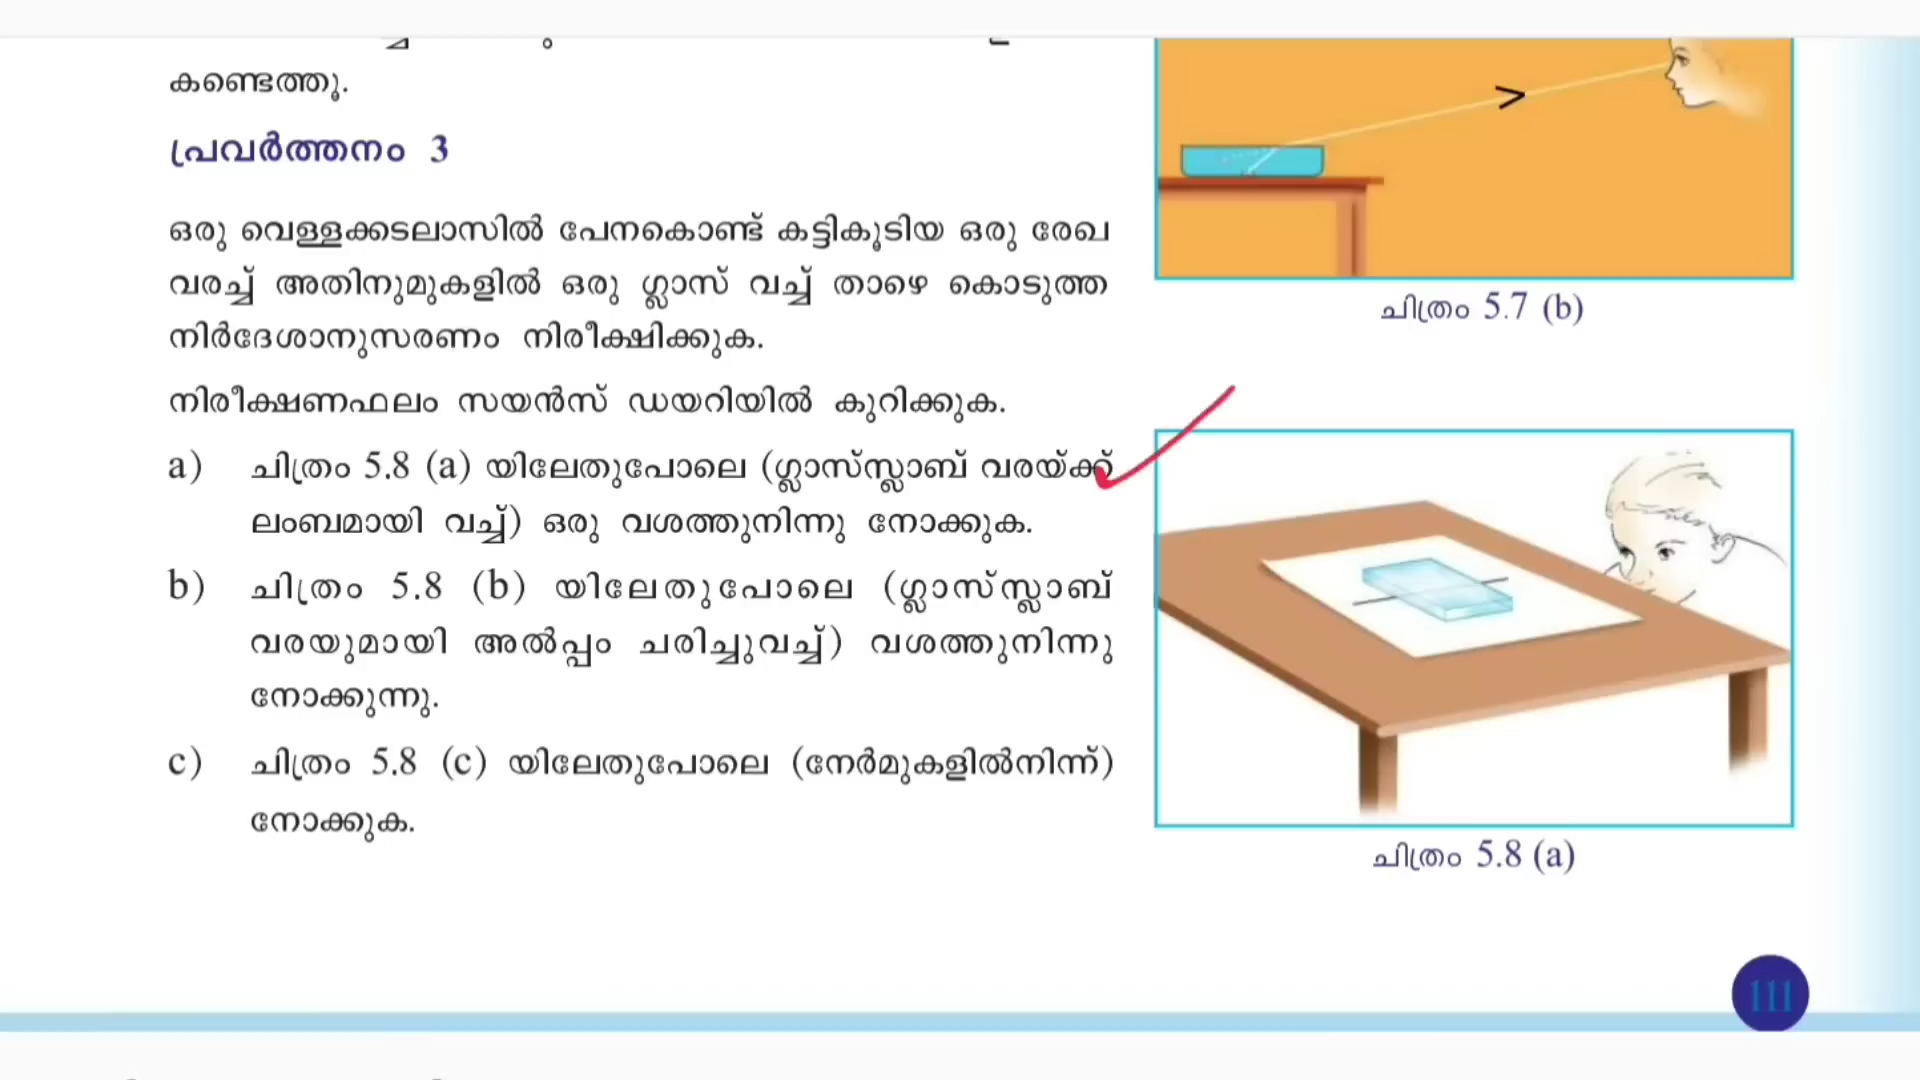 കണ്ടെത്തൂ.
പ്രവർത്തനം 3
ഒരു വെള്ളക്കടലാസിൽ പേനകൊണ്ട് കട്ടികൂടിയ ഒരു രേഖ
വരച്ച് അതിനുമുകളിൽ ഒരു ഗ്ലാസ് വച്ച് താഴെ കൊടുത്ത
നിർദേശാനുസരണം നിരീക്ഷിക്കുക.
നിരീക്ഷണഫലം സയൻസ് ഡയറിയിൽ കുറിക്കുക.
a) ചിത്രം 5.8 (a) യിലേതുപോലെ (ഗ്ലാസ്സ്ലാബ് വരയ്ക്ക്
ലംബമായി വച്ച്) ഒരു വശത്തുനിന്നു നോക്കുക.
b) ചിത്രം 5.8 (b) യിലേതുപോലെ (ഗ്ലാസ്സ്ലാബ്
വരയുമായി അൽപ്പം ചരിച്ചുവച്ച്) വശത്തുനിന്നു
നോക്കുന്നു.
c) ചിത്രം 5.8 (c) യിലേതുപോലെ (നേർമുകളിൽനിന്ന്)
നോക്കുക.
ചിത്രം 5.7 (b)
ചിത്രം 5.8 (a)
111